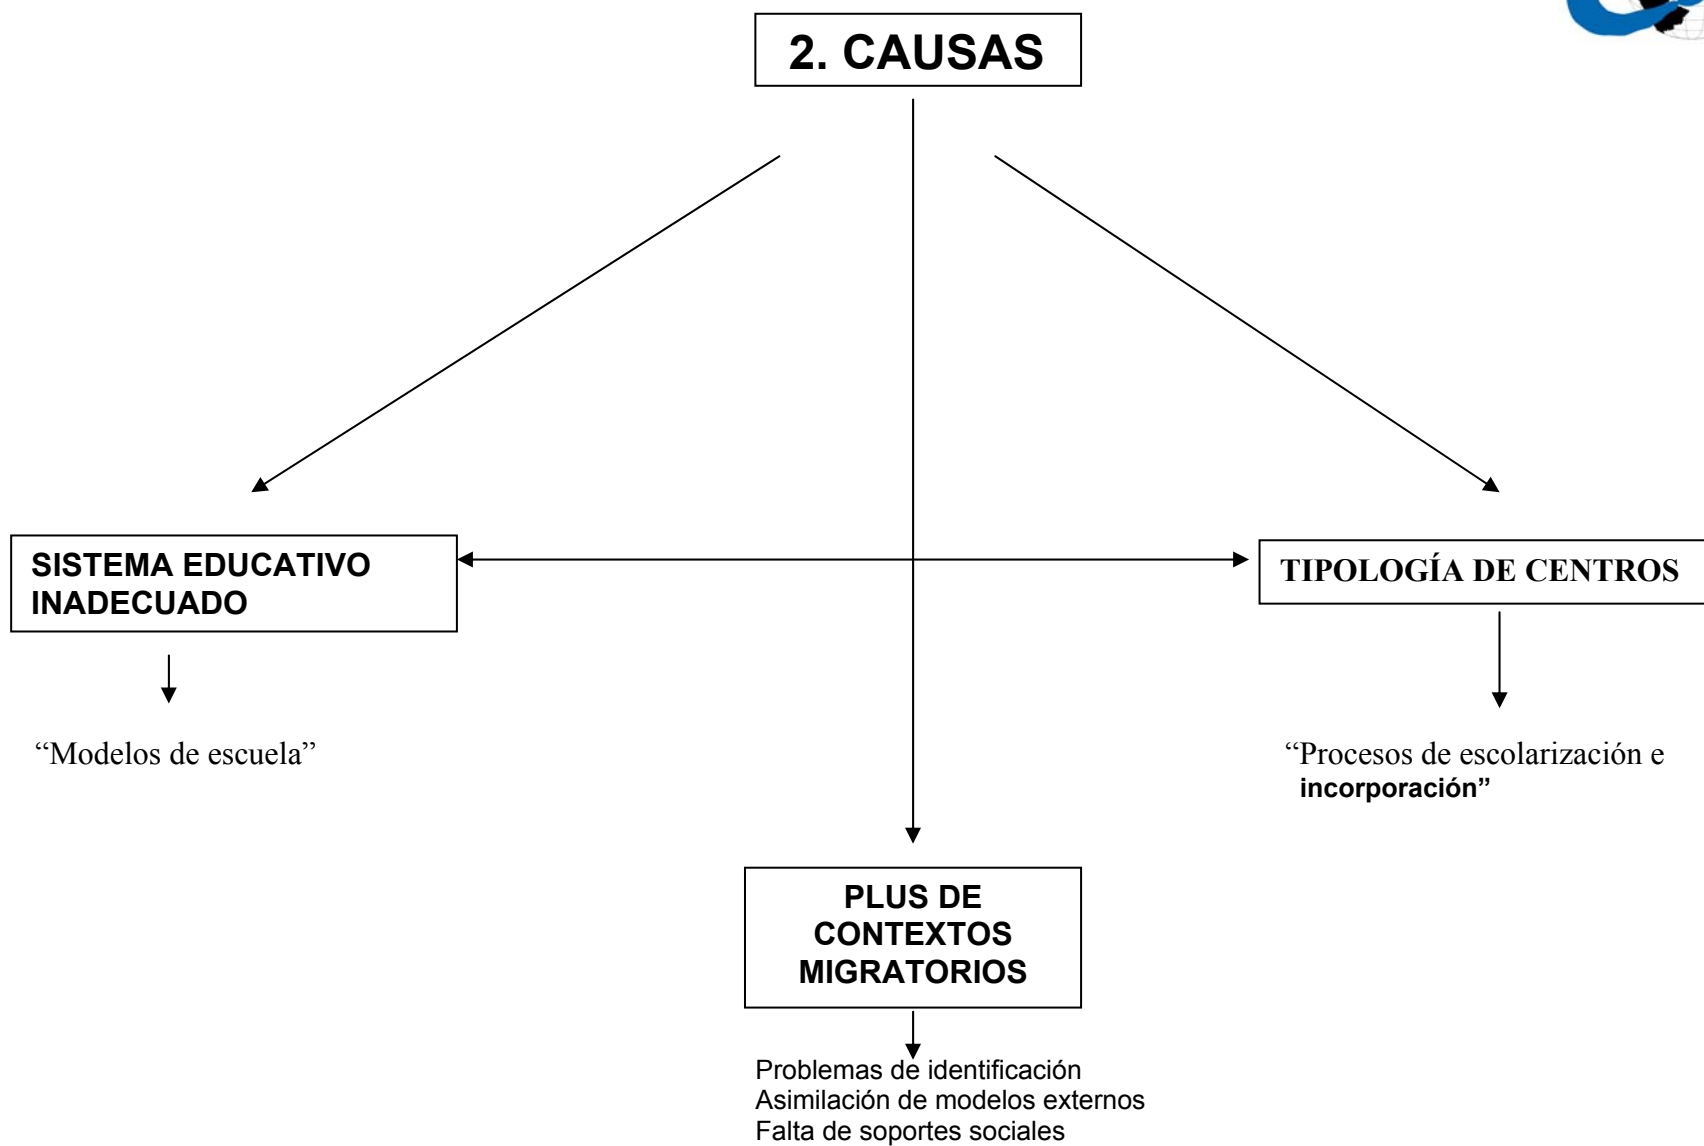 2. CAUSAS
SISTEMA EDUCATIVO
INADECUADO
TIPOLOGÍA DE CENTROS
“Modelos de escuela”
“Procesos de escolarización e
incorporación”
PLUS DE
CONTEXTOS
MIGRATORIOS
Problemas de identificación
Asimilación de modelos externos
Falta de soportes sociales